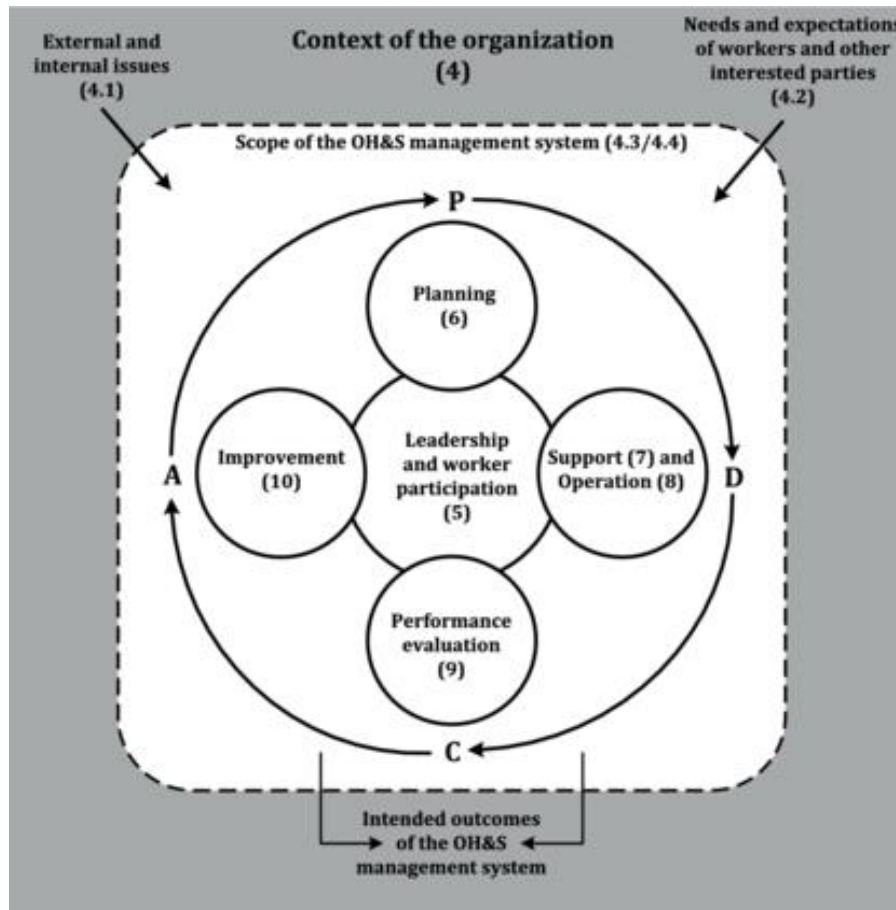 External and
internal issues
(4.1)
Context of the organization
(4)
Needs and expectations
of workers and other
interested parties
(4.2)
Scope of the OH&S management system (4.3/4.4)
P
Planning
(6)
A
Improvement
(10)
Leadership
and worker
participation
(5)
Support (7) and
Operation (8)
D
Performance
evaluation
(9)
C
Intended outcomes
of the OH&S
management system